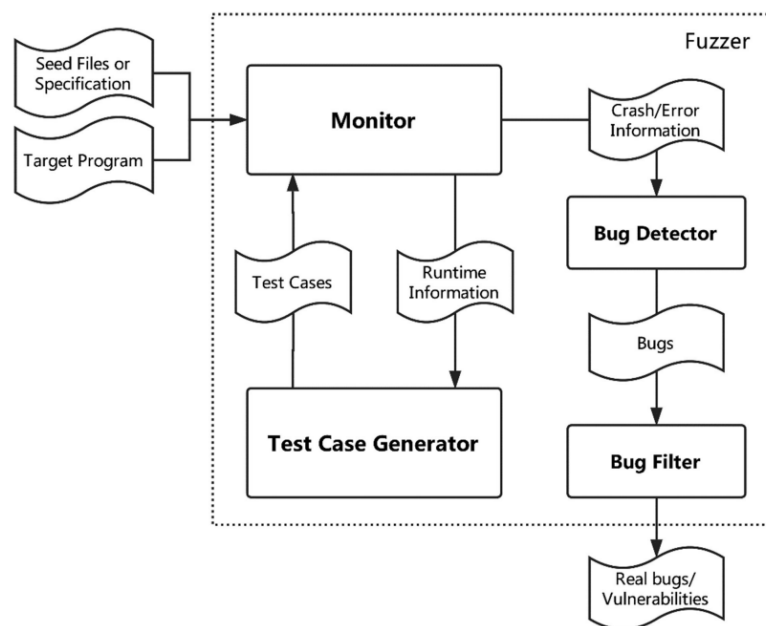 Fuzzer
Seed Files or
Specification
Target Program
Monitor
Crash/Error
Information
Bug Detector
Test Cases
Runtime
Information
Bugs
Test Case Generator
Bug Filter
Real bugs/
Vulnerabilities